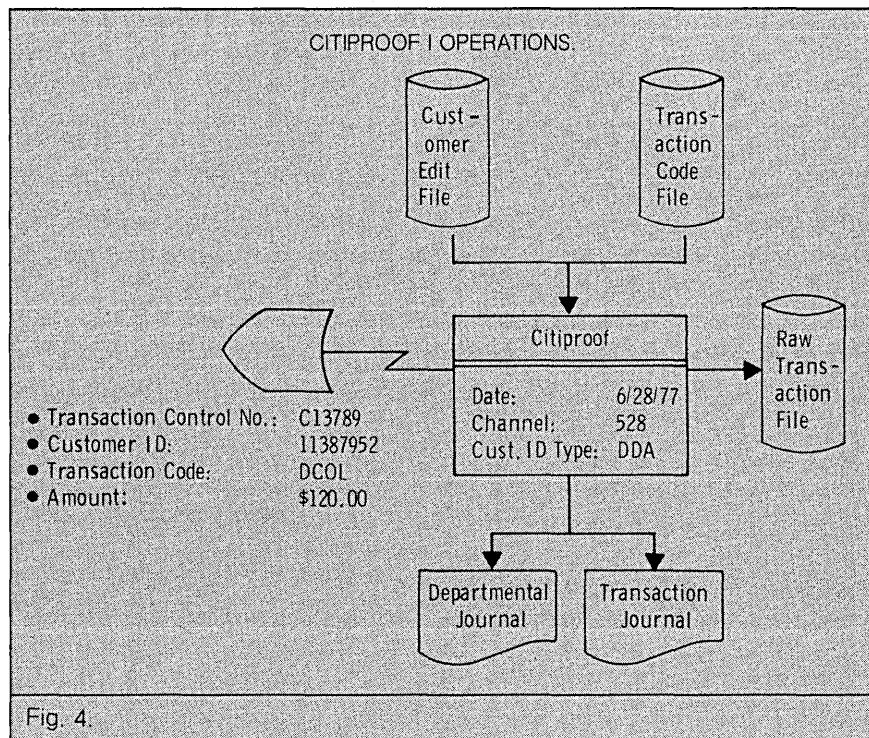 CITIPROOF I OPERATIONS.
Cust-
omer
Edit
File
Trans-
action
Code
File
Citiproof
Date: 6/28/77
Channel: 528
Cust. ID Type: DDA
Raw
Trans-
action
File
• Transaction Control No.: C13789
• Customer ID: 11387952
• Transaction Code: DCOL
• Amount: $120.00
Departmental
Journal
Transaction
Journal
Fig. 4.